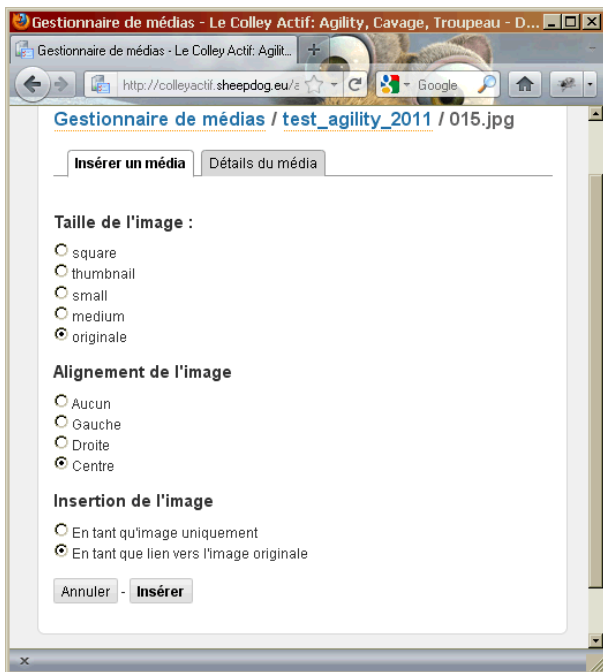 Gestionnaire de médias - Le Colley Actif: Agility, Cavage, Troupeau - D...
Gestionnaire de médias - Le Colley Actif: Agilit...
http://colleyactif.sheepdog.eu/a
Google
Gestionnaire de médias / test_agility_2011 / 015.jpg
Insérer un média Détails du média
Taille de l'image :
square
thumbnail
small
medium
originale
Alignement de l'image
Aucun
Gauche
Droite
Centre
Insertion de l'image
En tant qu'image uniquement
En tant que lien vers l'image originale
Annuler - Insérer